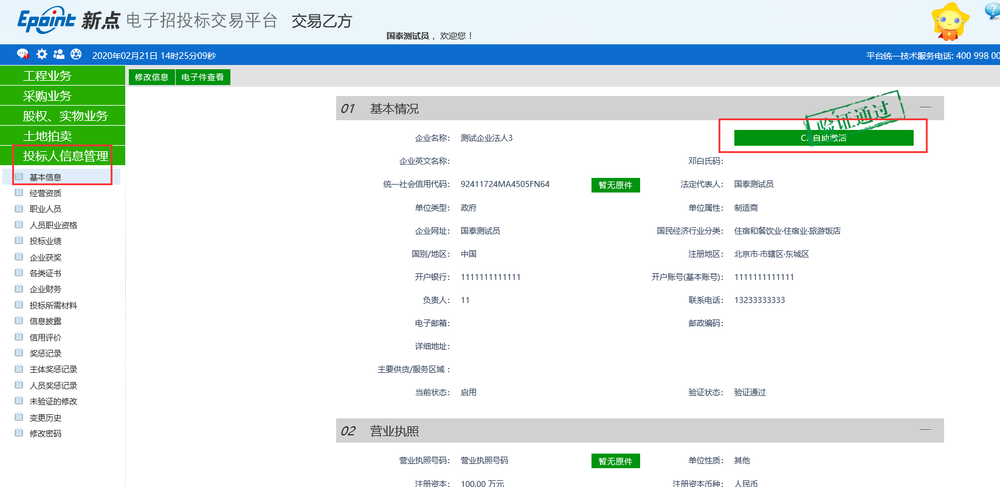 Epoint 新点 电子招投标交易平台 交易乙方
国泰测试员 ，欢迎您！
2020年02月21日 14时25分09秒
平台统一技术服务电话: 400 998 00
工程业务
采购业务
股权、实物业务
土地拍卖
投标人信息管理
基本信息
经营资质
职业人员
人员职业资格
投标业绩
企业获奖
各类证书
企业财务
投标所需材料
信息披露
信用评价
奖惩记录
主体奖惩记录
人员奖惩记录
未验证的修改
变更历史
修改密码
修改信息 电子件查看
01 基本情况
验证通过
企业名称： 测试企业法人3 自助激活
企业英文名称： 邓白氏码：
统一社会信用代码： 92411724MA4505FN64 暂无原件 法定代表人： 国泰测试员
单位类型： 政府 单位属性： 制造商
企业网址： 国泰测试员 国民经济行业分类： 住宿和餐饮业·住宿业·旅游饭店
国别/地区： 中国 注册地区： 北京市·市辖区·东城区
开户银行： 1111111111111 开户账号(基本账号)： 1111111111111
负责人： 11 联系电话： 13233333333
电子邮箱： 邮政编码：
详细地址：
主要供货/服务区域：
当前状态： 启用 验证状态： 验证通过
02 营业执照
营业执照号码： 营业执照号码 暂无原件 单位性质： 其他
注册资本： 100.00 万元 注册资本币种： 人民币